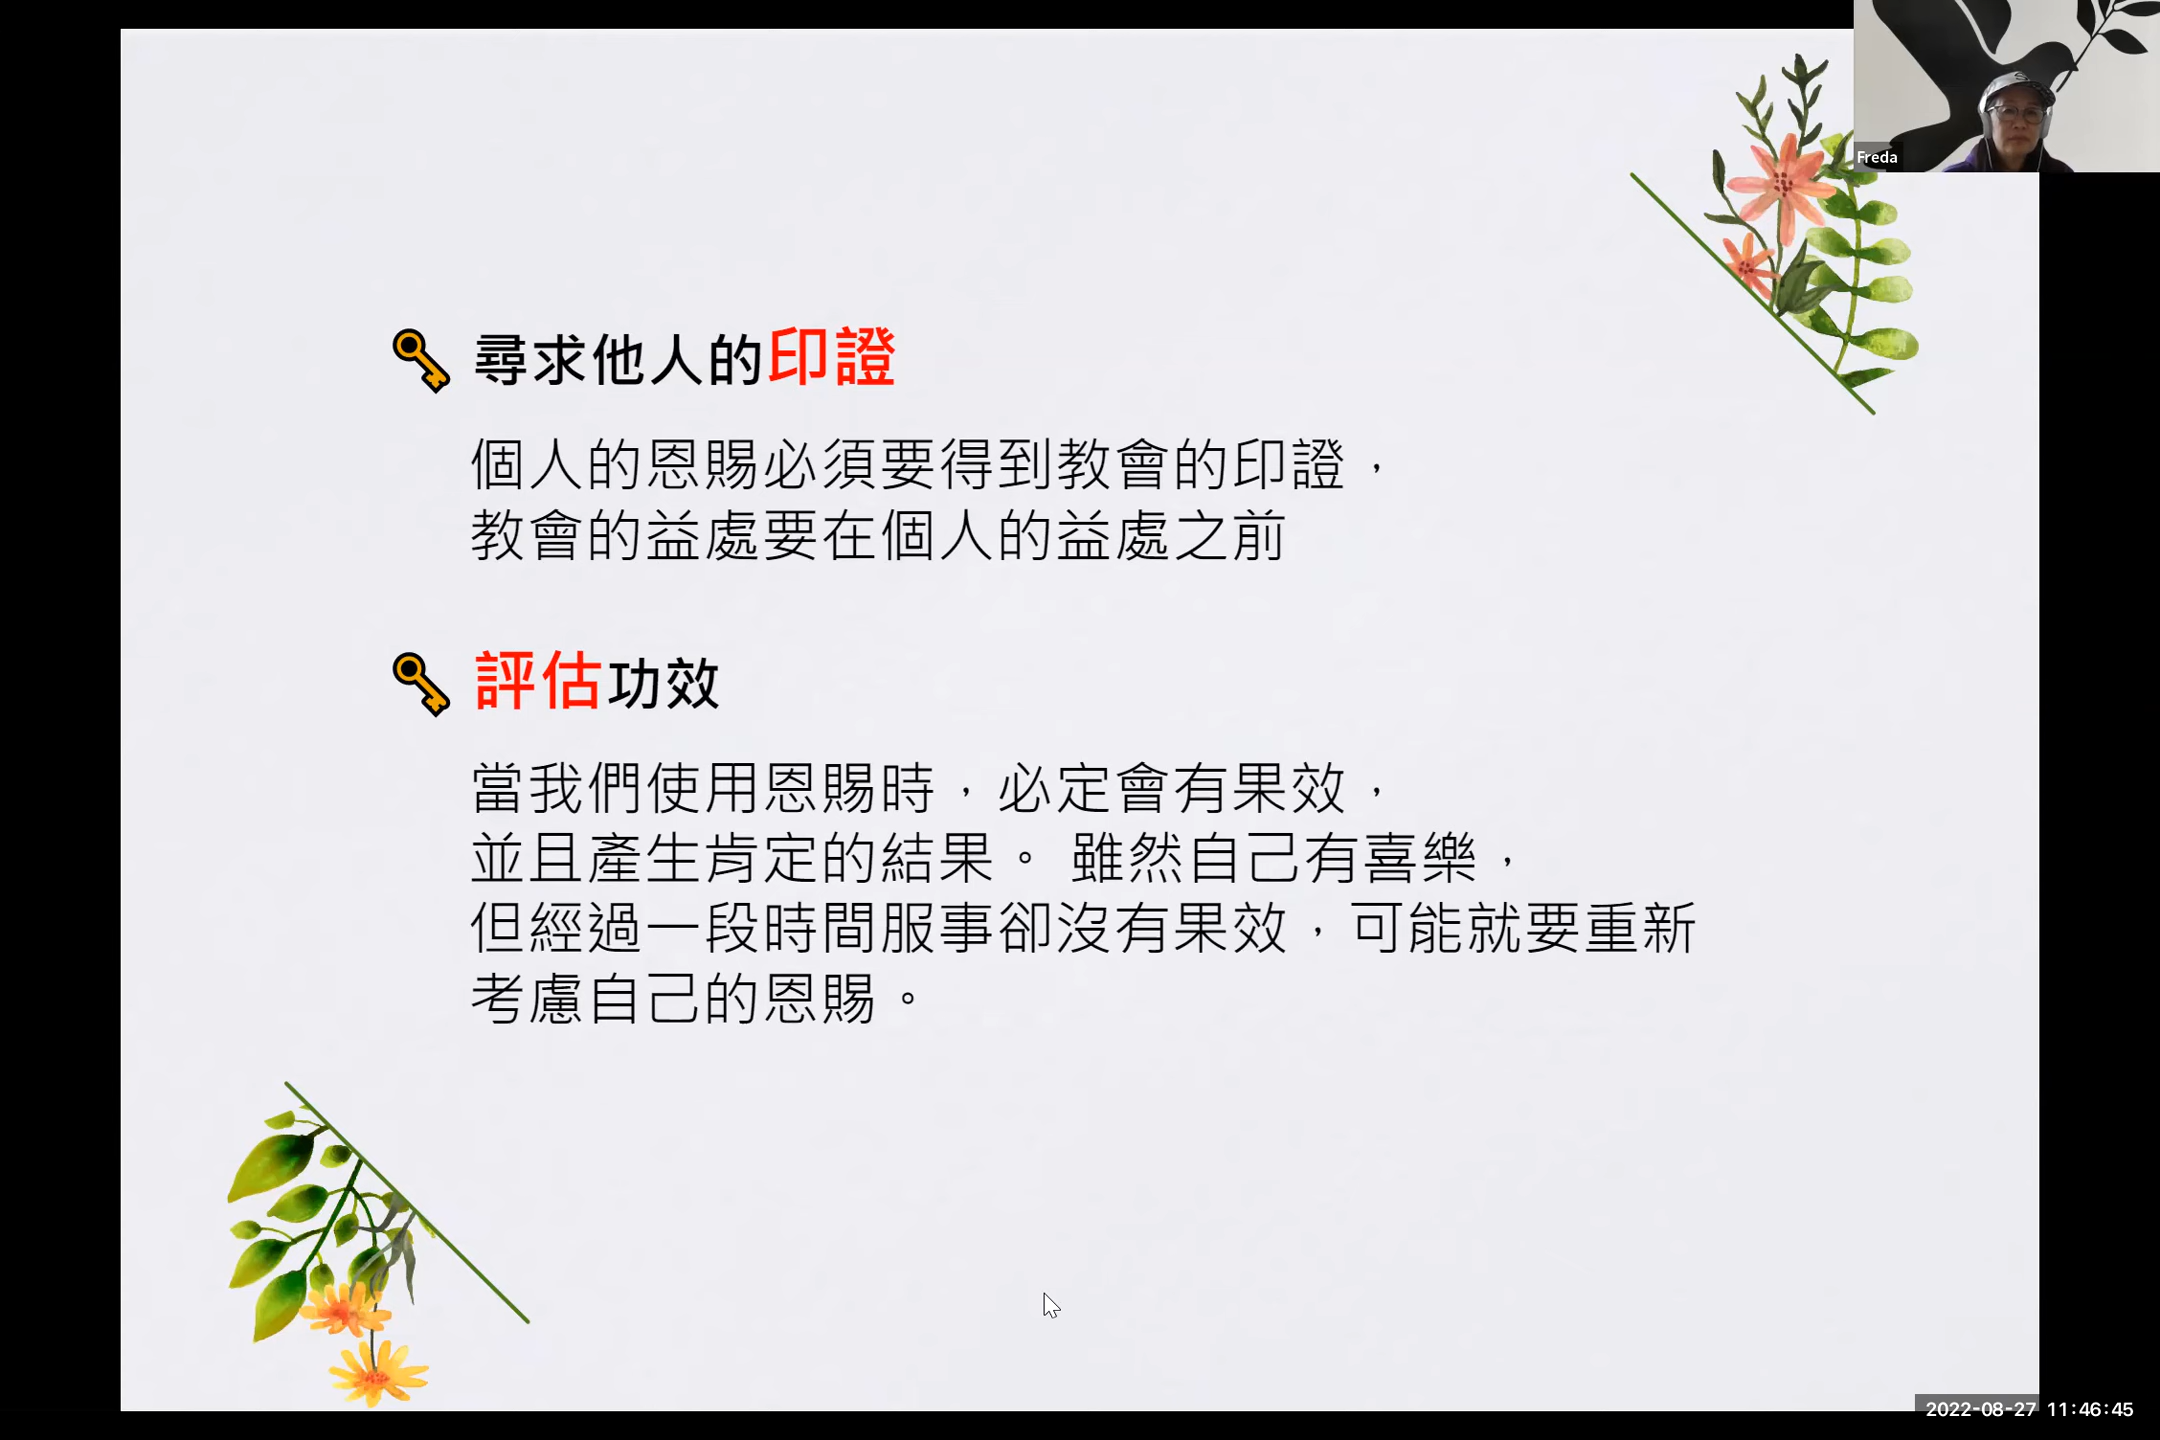 Freda
尋求他人的印證
個人的恩賜必須要得到教會的印證，
教會的益處要在個人的益處之前
評估功效
當我們使用恩賜時，必定會有果效，
並且產生肯定的結果。 雖然自己有喜樂，
但經過一段時間服事卻沒有果效，可能就要重新
考慮自己的恩賜。
2022-08-27 11:46:45